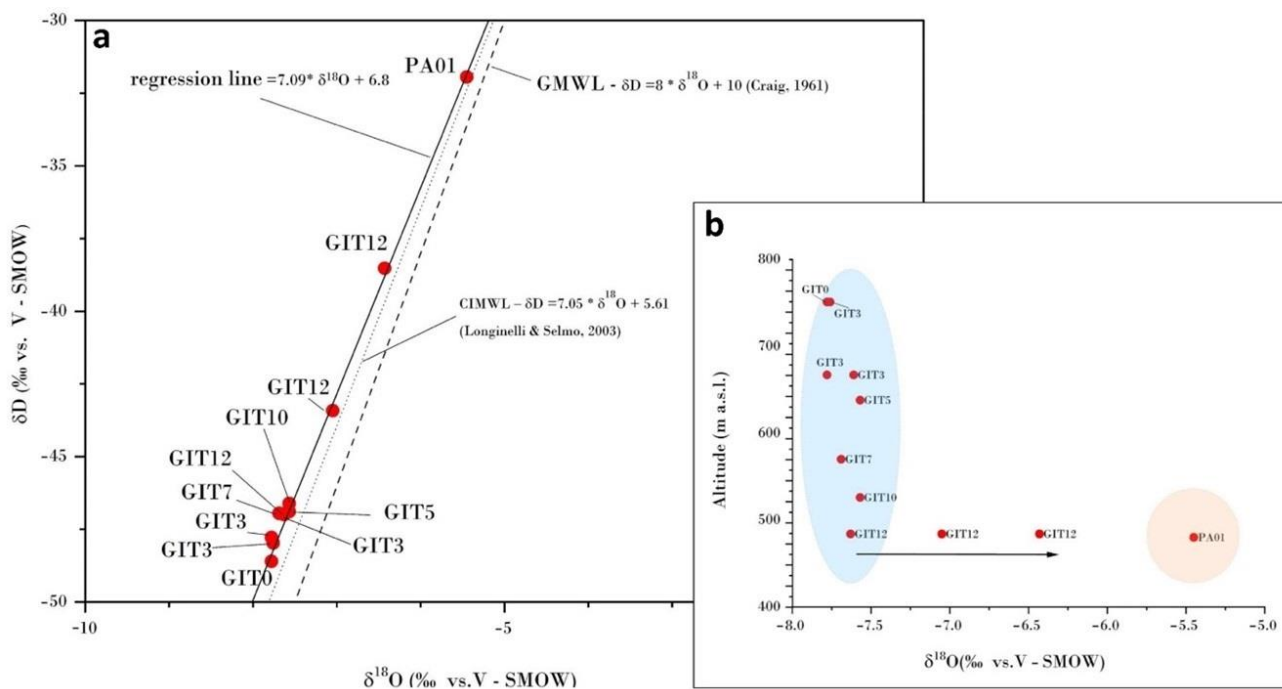 a
-30
-35
-40
-45
-50
-10
-5
δD (‰ vs. V - SMOW)
δ¹⁸O (‰ vs.V - SMOW)
PA01
regression line =7.09* δ¹⁸O + 6.8
GMWL - δD =8 * δ¹⁸O + 10 (Craig, 1961)
GIT12
CIMWL – δD =7.05 * δ¹⁸O + 5.61
(Longinelli & Selmo, 2003)
GIT12
GIT10
GIT12
GIT7
GIT5
GIT3
GIT3
GIT3
GIT0
b
800
700
600
500
400
Altitude (m a.s.l.)
GIT0
GIT3
GIT3
GIT3
GIT5
GIT7
GIT10
GIT12
GIT12
GIT12
PA01
-8.0
-7.5
-7.0
-6.5
-6.0
-5.5
-5.0
δ¹⁸O(‰ vs.V - SMOW)